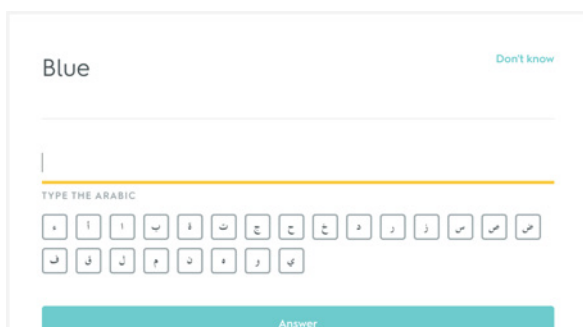 Blue
Don't know
TYPE THE ARABIC
ء أ ا ب ة ت ج ح خ د ر ز س ص ض
ف ق ل م ن ه و ي
Answer